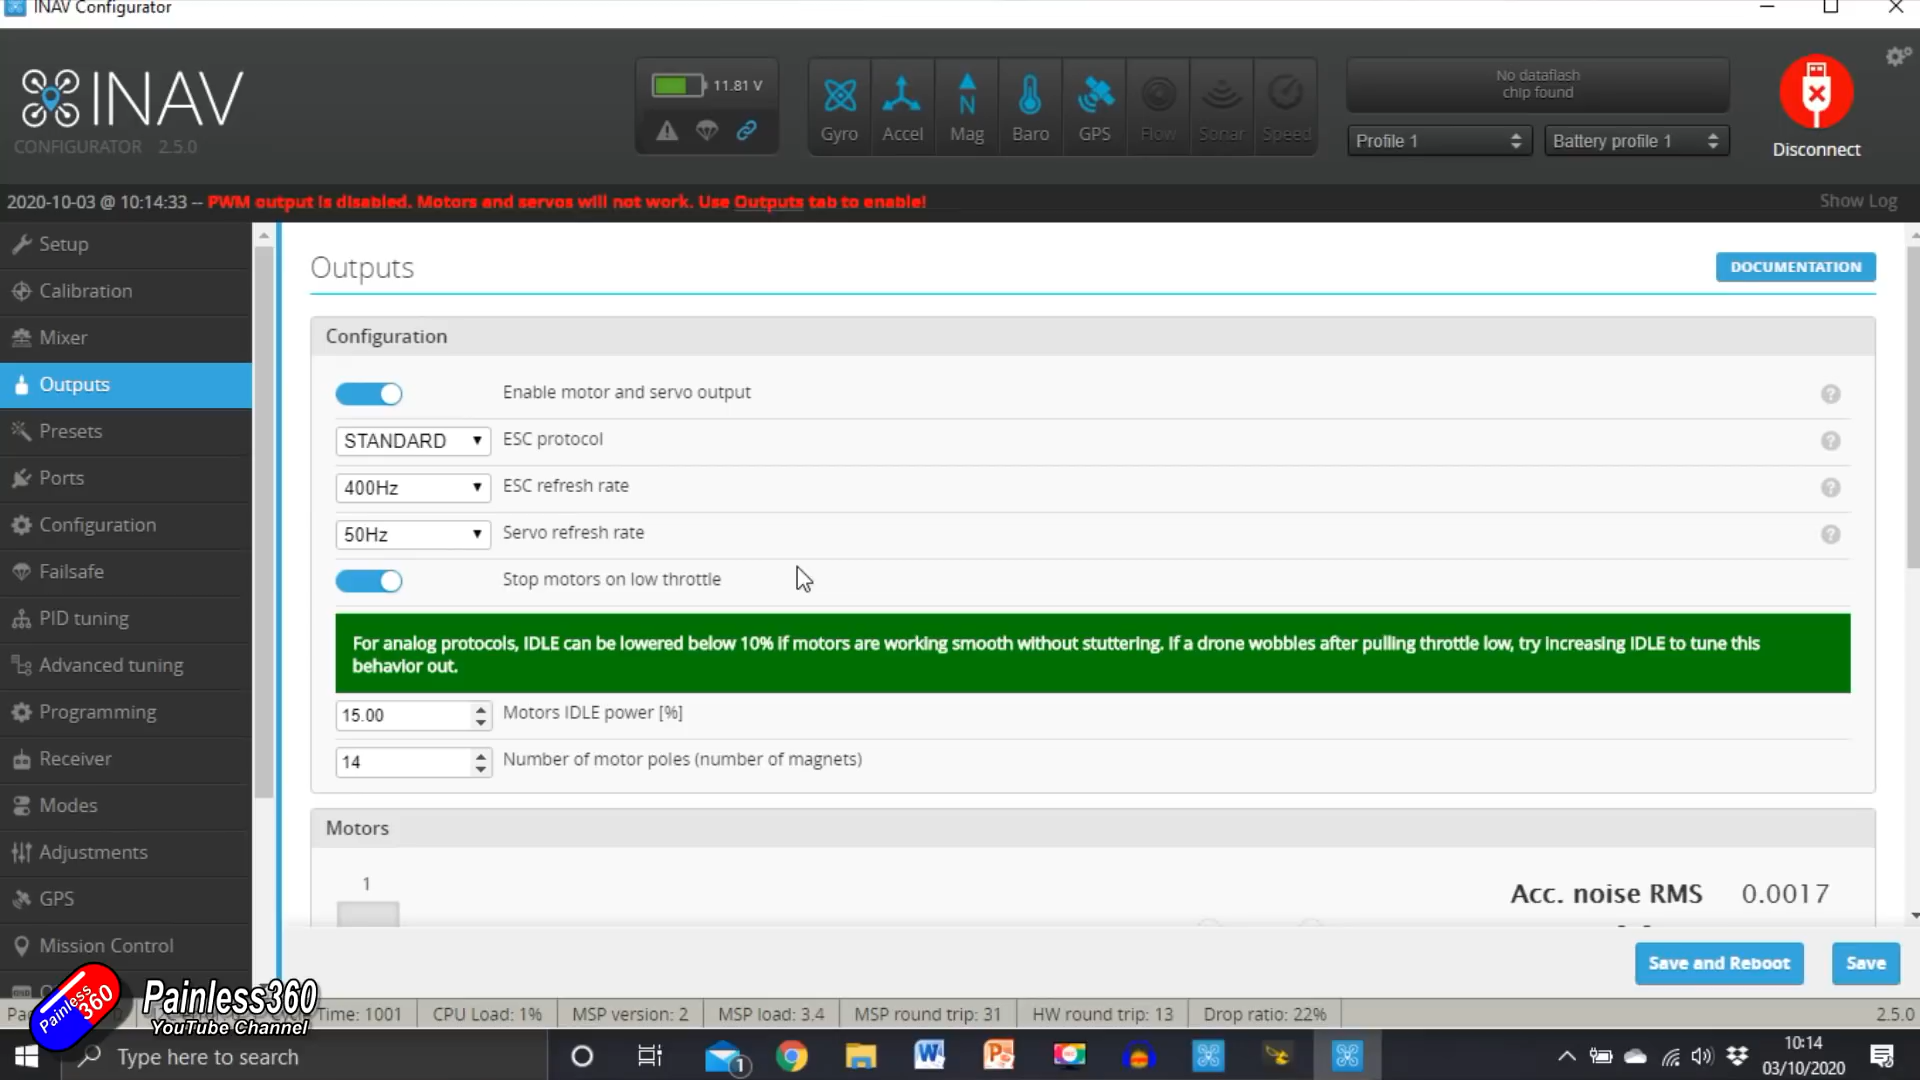 INAV Configurator
INAV
CONFIGURATOR 2.5.0
11.81 V
Gyro
Accel
Mag
Baro
GPS
Flow
Sonar
Speed
No dataflash
chip found
Profile 1
Battery profile 1
Disconnect
2020-10-03 @ 10:14:33 -- PWM output is disabled. Motors and servos will not work. Use Outputs tab to enable!
Show Log
Setup
Calibration
Mixer
Outputs
Presets
Ports
Configuration
Failsafe
PID tuning
Advanced tuning
Programming
Receiver
Modes
Adjustments
GPS
Mission Control
Outputs
DOCUMENTATION
Configuration
Enable motor and servo output
STANDARD ESC protocol
400Hz ESC refresh rate
50Hz Servo refresh rate
Stop motors on low throttle
For analog protocols, IDLE can be lowered below 10% if motors are working smooth without stuttering. If a drone wobbles after pulling throttle low, try increasing IDLE to tune this
behavior out.
15.00 Motors IDLE power [%]
14 Number of motor poles (number of magnets)
Motors
1
Acc. noise RMS 0.0017
Save and Reboot
Save
Painless360
Painless360
YouTube Channel
Time: 1001
CPU Load: 1%
MSP version: 2
MSP load: 3.4
MSP round trip: 31
HW round trip: 13
Drop ratio: 22%
2.5.0
Type here to search
1
10:14
03/10/2020